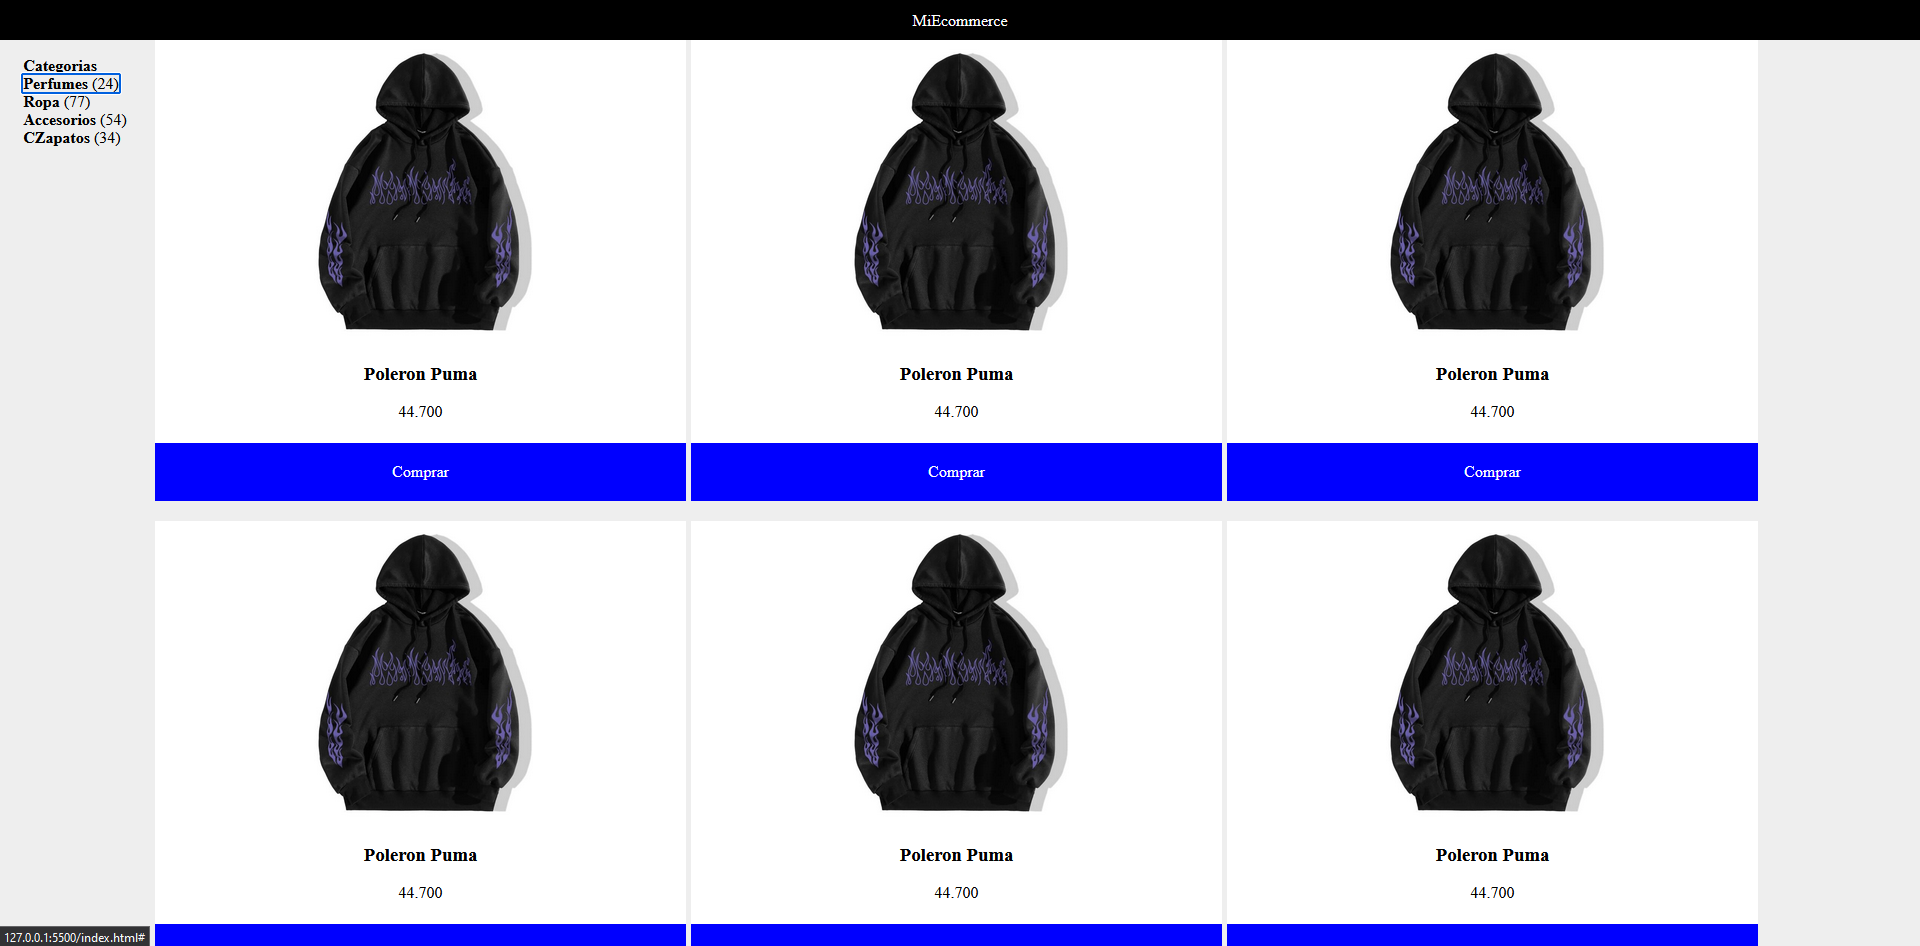 MiEcommerce
Categorias
Perfumes (24)
Ropa (77)
Accesorios (54)
CZapatos (34)
Poleron Puma
44.700
Comprar
Poleron Puma
44.700
Comprar
Poleron Puma
44.700
Comprar
Poleron Puma
44.700
Poleron Puma
44.700
Poleron Puma
44.700
127.0.0.1:5500/index.html#